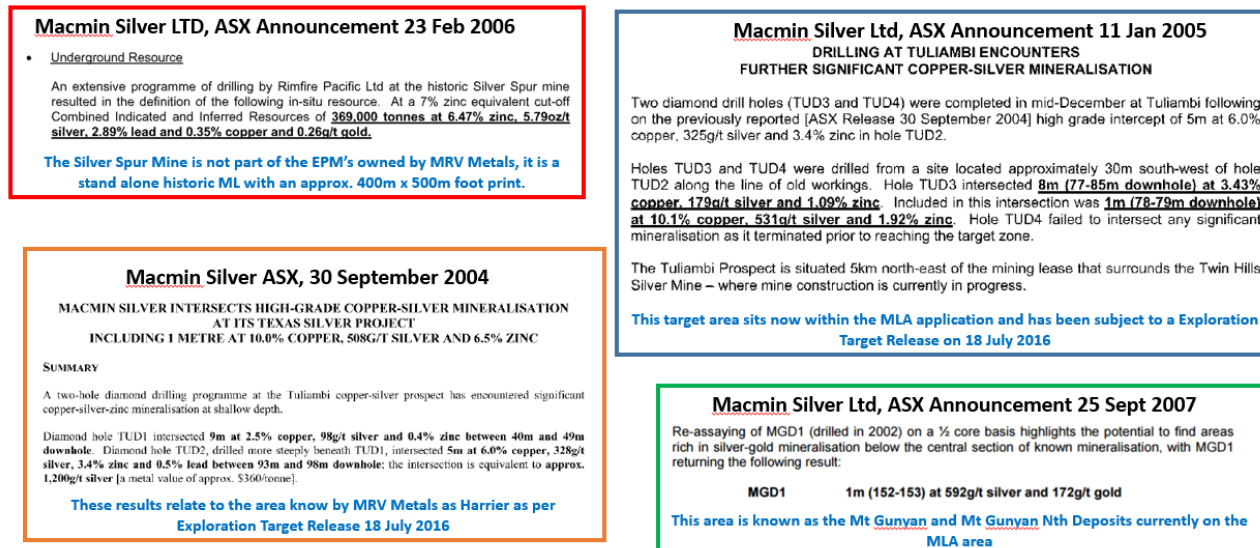 Macmin Silver LTD, ASX Announcement 23 Feb 2006
• Underground Resource
An extensive programme of drilling by Rimfire Pacific Ltd at the historic Silver Spur mine
resulted in the definition of the following in-situ resource. At a 7% zinc equivalent cut-off
Combined Indicated and Inferred Resources of 369,000 tonnes at 6.47% zinc, 5.79oz/t
silver, 2.89% lead and 0.35% copper and 0.26g/t gold.
The Silver Spur Mine is not part of the EPM's owned by MRV Metals, it is a
stand alone historic ML with an approx. 400m x 500m foot print.
Macmin Silver Ltd, ASX Announcement 11 Jan 2005
DRILLING AT TULIAMBI ENCOUNTERS
FURTHER SIGNIFICANT COPPER-SILVER MINERALISATION
Two diamond drill holes (TUD3 and TUD4) were completed in mid-December at Tuliambi following
on the previously reported [ASX Release 30 September 2004] high grade intercept of 5m at 6.0%
copper, 325g/t silver and 3.4% zinc in hole TUD2.
Holes TUD3 and TUD4 were drilled from a site located approximately 30m south-west of hole
TUD2 along the line of old workings. Hole TUD3 intersected 8m (77-85m downhole) at 3.43%
copper, 179g/t silver and 1.09% zinc. Included in this intersection was 1m (78-79m downhole)
at 10.1% copper, 531g/t silver and 1.92% zinc. Hole TUD4 failed to intersect any significant
mineralisation as it terminated prior to reaching the target zone.
The Tuliambi Prospect is situated 5km north-east of the mining lease that surrounds the Twin Hills
Silver Mine – where mine construction is currently in progress.
This target area sits now within the MLA application and has been subject to a Exploration
Target Release on 18 July 2016
Macmin Silver ASX, 30 September 2004
MACMIN SILVER INTERSECTS HIGH-GRADE COPPER-SILVER MINERALISATION
AT ITS TEXAS SILVER PROJECT
INCLUDING 1 METRE AT 10.0% COPPER, 508G/T SILVER AND 6.5% ZINC
SUMMARY
A two-hole diamond drilling programme at the Tuliambi copper-silver prospect has encountered significant
copper-silver-zinc mineralisation at shallow depth.
Diamond hole TUD1 intersected 9m at 2.5% copper, 98g/t silver and 0.4% zinc between 40m and 49m
downhole. Diamond hole TUD2, drilled more steeply beneath TUD1, intersected 5m at 6.0% copper, 328g/t
silver, 3.4% zinc and 0.5% lead between 93m and 98m downhole; the intersection is equivalent to approx.
1,200g/t silver [a metal value of approx. $360/tonne].
These results relate to the area know by MRV Metals as Harrier as per
Exploration Target Release 18 July 2016
Macmin Silver Ltd, ASX Announcement 25 Sept 2007
Re-assaying of MGD1 (drilled in 2002) on a ½ core basis highlights the potential to find areas
rich in silver-gold mineralisation below the central section of known mineralisation, with MGD1
returning the following result:
MGD1 1m (152-153) at 592g/t silver and 172g/t gold
This area is known as the Mt Gunyan and Mt Gunyan Nth Deposits currently on the
MLA area